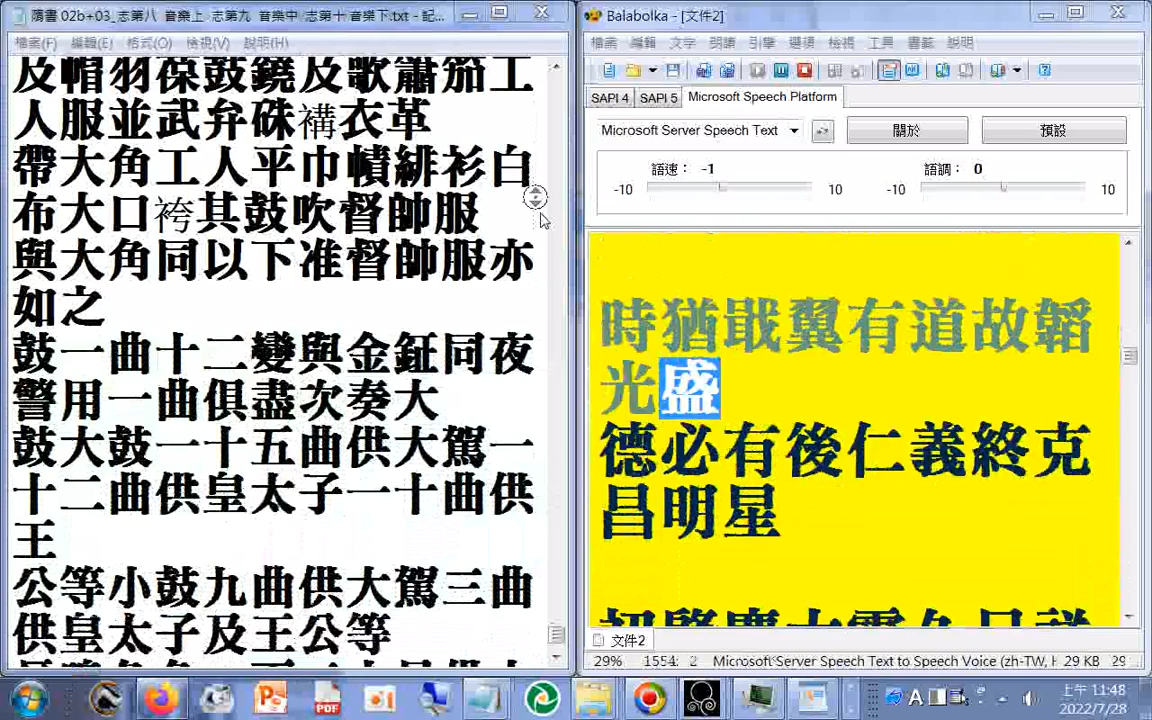 隋書 02b+03_志第八 音樂上 志第九 音樂中 志第十 音樂下.txt - 記...
檔案(F) 編輯(E) 格式(O) 檢視(V) 說明(H)
及帽羽葆鼓鐃及歌簫笳工
人服並武弁硃褠衣革
帶大角工人平巾幘緋衫白
布大口袴其鼓吹督帥服
與大角同以下准督帥服亦
如之
鼓一曲十二變與金鉦同夜
警用一曲俱盡次奏大
鼓大鼓一十五曲供大駕一
十二曲供皇太子一十曲供
王
公等小鼓九曲供大駕三曲
供皇太子及王公等
Balabolka - [文件2]
檔案 編輯 文字 朗讀 引擎 選項 檢視 工具 書籤 說明
SAPI 4 SAPI 5 Microsoft Speech Platform
Microsoft Server Speech Text 關於 預設
語速： -1 語調： 0
-10 10 -10 10
時猶戢翼有道故韜
光盛
德必有後仁義終克
昌明星
文件2
29% 1554: 2 Microsoft Server Speech Text to Speech Voice (zh-TW, H 29 KB 29
上午 11:48
2022/7/28